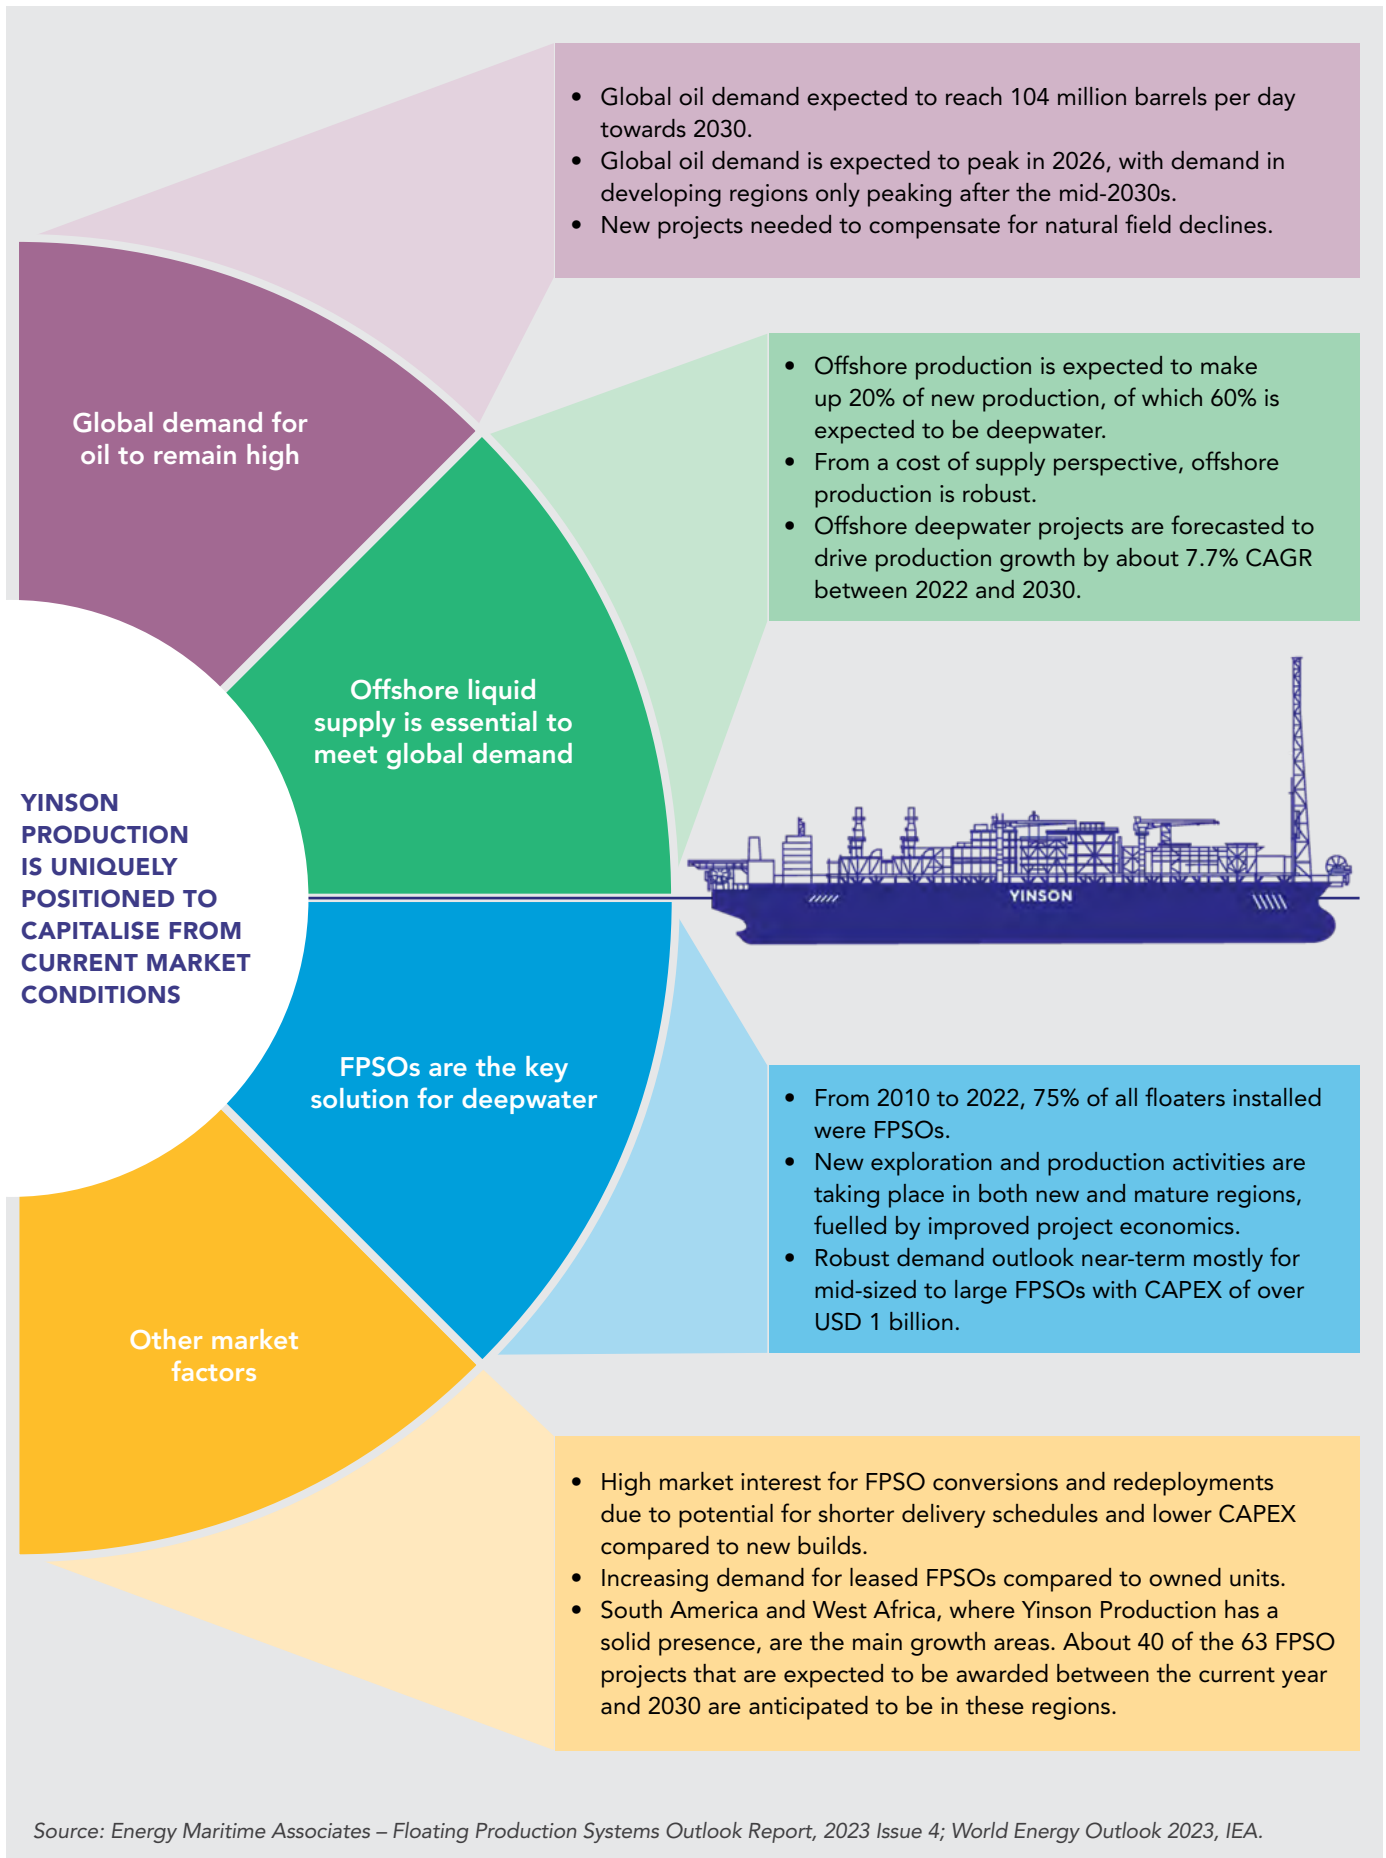 • Global oil demand expected to reach 104 million barrels per day
towards 2030.
• Global oil demand is expected to peak in 2026, with demand in
developing regions only peaking after the mid-2030s.
• New projects needed to compensate for natural field declines.
Global demand for
oil to remain high
• Offshore production is expected to make
up 20% of new production, of which 60% is
expected to be deepwater.
• From a cost of supply perspective, offshore
production is robust.
• Offshore deepwater projects are forecasted to
drive production growth by about 7.7% CAGR
between 2022 and 2030.
Offshore liquid
supply is essential to
meet global demand
YINSON
PRODUCTION
IS UNIQUELY
POSITIONED TO
CAPITALISE FROM
CURRENT MARKET
CONDITIONS
YINSON
FPSOs are the key
solution for deepwater
• From 2010 to 2022, 75% of all floaters installed
were FPSOs.
• New exploration and production activities are
taking place in both new and mature regions,
fuelled by improved project economics.
• Robust demand outlook near-term mostly for
mid-sized to large FPSOs with CAPEX of over
USD 1 billion.
Other market
factors
• High market interest for FPSO conversions and redeployments
due to potential for shorter delivery schedules and lower CAPEX
compared to new builds.
• Increasing demand for leased FPSOs compared to owned units.
• South America and West Africa, where Yinson Production has a
solid presence, are the main growth areas. About 40 of the 63 FPSO
projects that are expected to be awarded between the current year
and 2030 are anticipated to be in these regions.
Source: Energy Maritime Associates – Floating Production Systems Outlook Report, 2023 Issue 4; World Energy Outlook 2023, IEA.